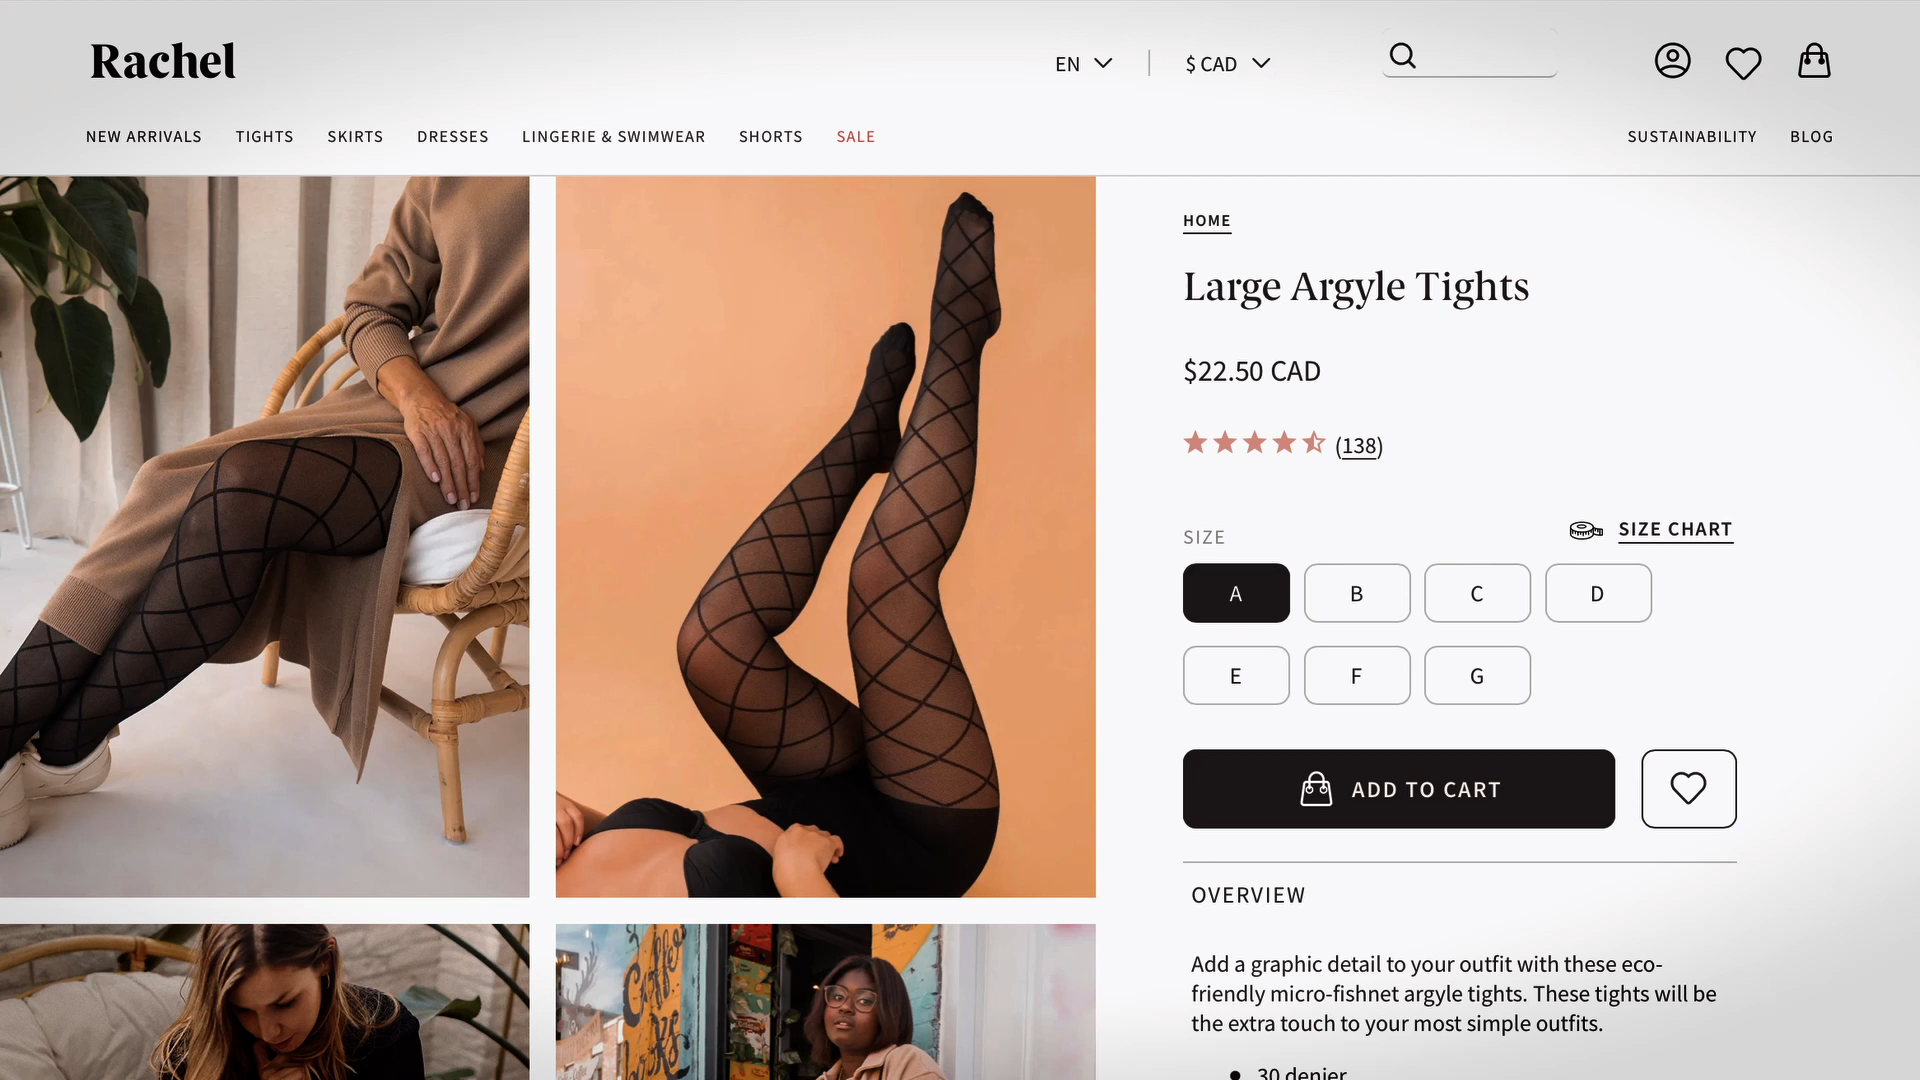 Rachel
EN
$ CAD
NEW ARRIVALS
TIGHTS
SKIRTS
DRESSES
LINGERIE & SWIMWEAR
SHORTS
SALE
SUSTAINABILITY
BLOG
HOME
Large Argyle Tights
$22.50 CAD
(138)
SIZE
SIZE CHART
A
B
C
D
E
F
G
ADD TO CART
OVERVIEW
Add a graphic detail to your outfit with these eco-
friendly micro-fishnet argyle tights. These tights will be
the extra touch to your most simple outfits.
30 denier